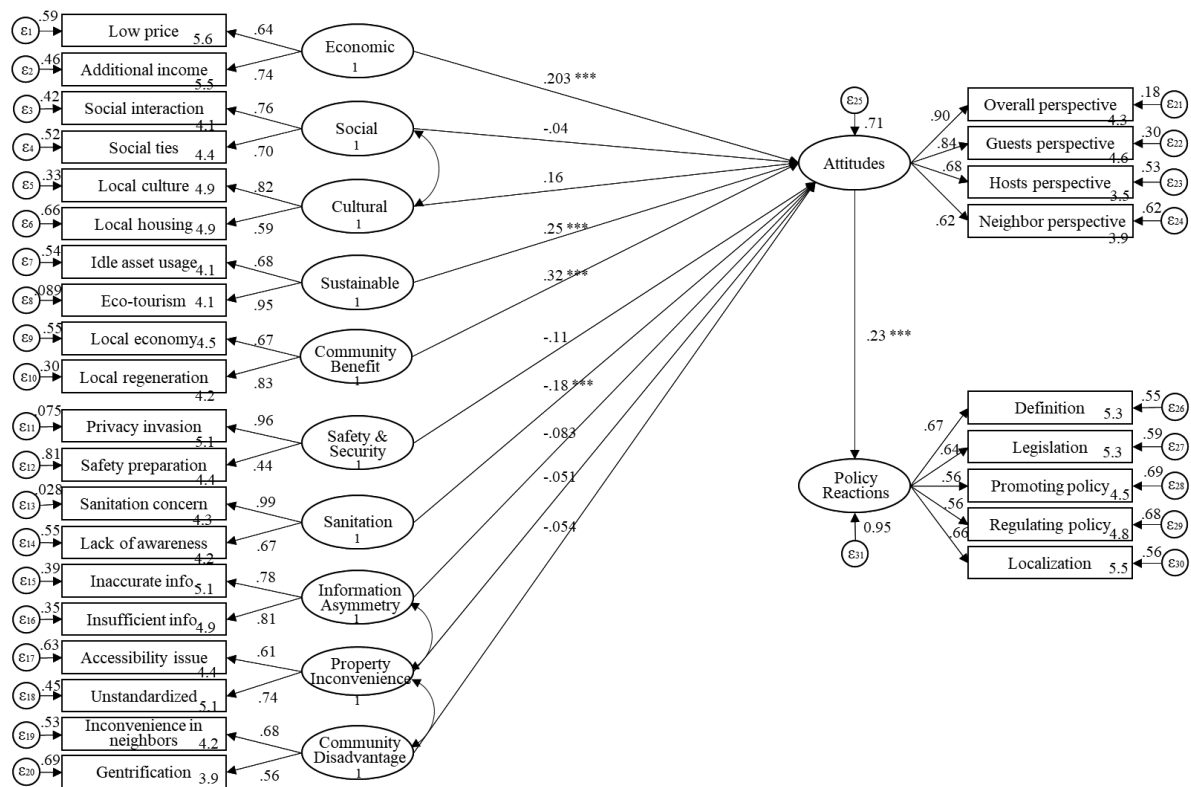 .59
ε1
Low price
5.6
.64
.46
ε2
Additional income
5.5
.74
Economic
1
.42
ε3
Social interaction
4.1
.76
.52
ε4
Social ties
4.4
.70
Social
1
.33
ε5
Local culture 4.9
.82
.66
ε6
Local housing 4.9
.59
Cultural
1
.54
ε7
Idle asset usage 4.1
.68
.089
ε8
Eco-tourism 4.1
.95
Sustainable
1
.55
ε9
Local economy 4.5
.67
.30
ε10
Local regeneration
4.2
.83
Community
Benefit
1
.075
ε11
Privacy invasion
5.1
.96
.81
ε12
Safety preparation
4.4
.44
Safety &
Security
1
.028
ε13
Sanitation concern
4.3
.99
.55
ε14
Lack of awareness
4.2
.67
Sanitation
1
.39
ε15
Inaccurate info
5.1
.78
.35
ε16
Insufficient info
4.9
.81
Information
Asymmetry
1
.63
ε17
Accessibility issue
4.4
.61
.45
ε18
Unstandardized
5.1
.74
Property
Inconvenience
1
.53
ε19
Inconvenience in
neighbors 4.2
.68
.69
ε20
Gentrification 3.9
.56
Community
Disadvantage
1
.203 ***
-.04
.16
.25 ***
.32 ***
-.11
-.18 ***
-.083
-.051
-.054
ε25
.71
Attitudes
.90
Overall perspective
4.3
.18
ε21
.84
Guests perspective
4.6
.30
ε22
.68
Hosts perspective
3.5
.53
ε23
.62
Neighbor perspective
3.9
.62
ε24
.23 ***
Policy
Reactions
0.95
ε31
.67
Definition 5.3
.55
ε26
.64
Legislation 5.3
.59
ε27
.56
Promoting policy 4.5
.69
ε28
.56
Regulating policy 4.8
.68
ε29
.66
Localization 5.5
.56
ε30